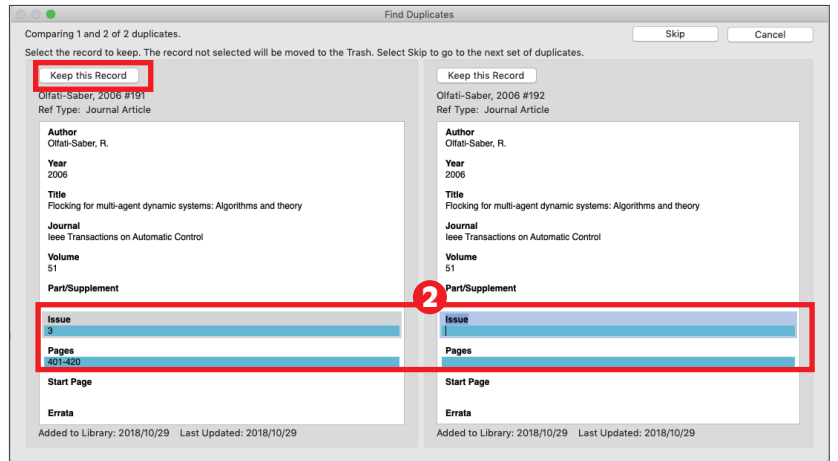 Find Duplicates
Comparing 1 and 2 of 2 duplicates.
Skip
Cancel
Select the record to keep. The record not selected will be moved to the Trash. Select Skip to go to the next set of duplicates.
Keep this Record
Olfati-Saber, 2006 #191
Ref Type: Journal Article
Author
Olfati-Saber, R.
Year
2006
Title
Flocking for multi-agent dynamic systems: Algorithms and theory
Journal
Ieee Transactions on Automatic Control
Volume
51
Part/Supplement
Issue
3
Pages
401-420
Start Page
Errata
Added to Library: 2018/10/29 Last Updated: 2018/10/29
Keep this Record
Olfati-Saber, 2006 #192
Ref Type: Journal Article
Author
Olfati-Saber, R.
Year
2006
Title
Flocking for multi-agent dynamic systems: Algorithms and theory
Journal
Ieee Transactions on Automatic Control
Volume
51
2
Part/Supplement
Issue
Pages
Start Page
Errata
Added to Library: 2018/10/29 Last Updated: 2018/10/29